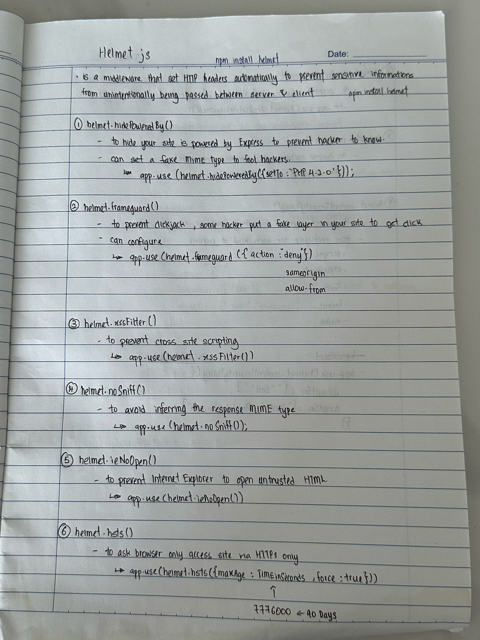 Helmet js
npm install helmet
Date:
· is a middleware that set HTTP headers automatically to prevent sensitive informations
from unintentionally being passed between server & client
npm install helmet
① helmet.hidePoweredBy()
- to hide your site is powered by Express to prevent hacker to know.
- can set a fake mime type to fool hackers.
↳ app.use(helmet.hidePoweredBy({setTo: 'PHP 4.2.0'}));
② helmet.frameguard()
- to prevent clickjack, some hacker put a fake layer in your site to get click
- can configure
↳ app.use(helmet.frameguard({action: 'deny'})
sameorigin
allow-from
③ helmet.xssFilter()
- to prevent cross site scripting
↳ app.use(helmet.xssFilter())
④ helmet.noSniff()
- to avoid inferring the response MIME type
↳ app.use(helmet.noSniff());
⑤ helmet.ieNoOpen()
- to prevent Internet Explorer to open untrusted HTML
↳ app.use(helmet.ieNoOpen())
⑥ helmet.hsts()
- to ask browser only access site via HTTPS only
↳ app.use(helmet.hsts({maxAge: TimeinSeconds, force: true}))
↑
7776000 ← 90 Days